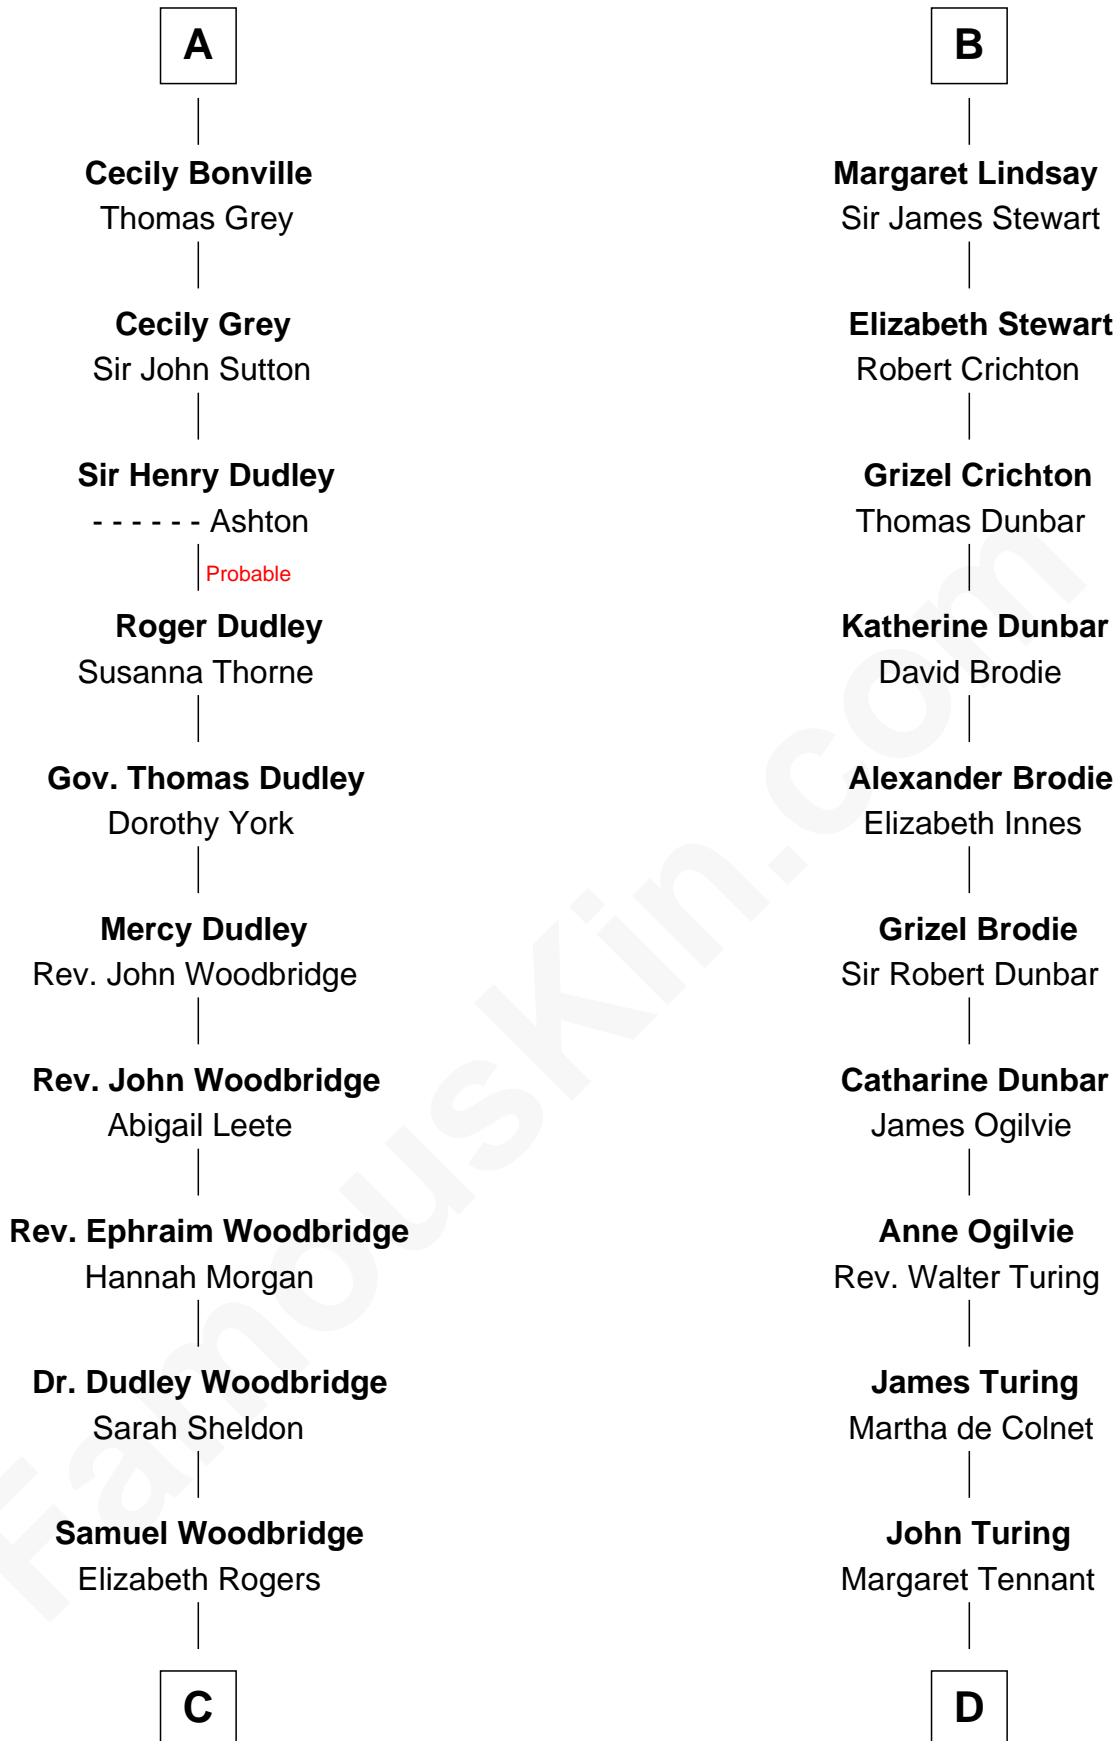 A
Cecily Bonville
Thomas Grey
Cecily Grey
Sir John Sutton
Sir Henry Dudley
- - - - - - Ashton
Probable
Roger Dudley
Susanna Thorne
Gov. Thomas Dudley
Dorothy York
Mercy Dudley
Rev. John Woodbridge
Rev. John Woodbridge
Abigail Leete
Rev. Ephraim Woodbridge
Hannah Morgan
Dr. Dudley Woodbridge
Sarah Sheldon
Samuel Woodbridge
Elizabeth Rogers
C
B
Margaret Lindsay
Sir James Stewart
Elizabeth Stewart
Robert Crichton
Grizel Crichton
Thomas Dunbar
Katherine Dunbar
David Brodie
Alexander Brodie
Elizabeth Innes
Grizel Brodie
Sir Robert Dunbar
Catharine Dunbar
James Ogilvie
Anne Ogilvie
Rev. Walter Turing
James Turing
Martha de Colnet
John Turing
Margaret Tennant
D
FamousKin.com